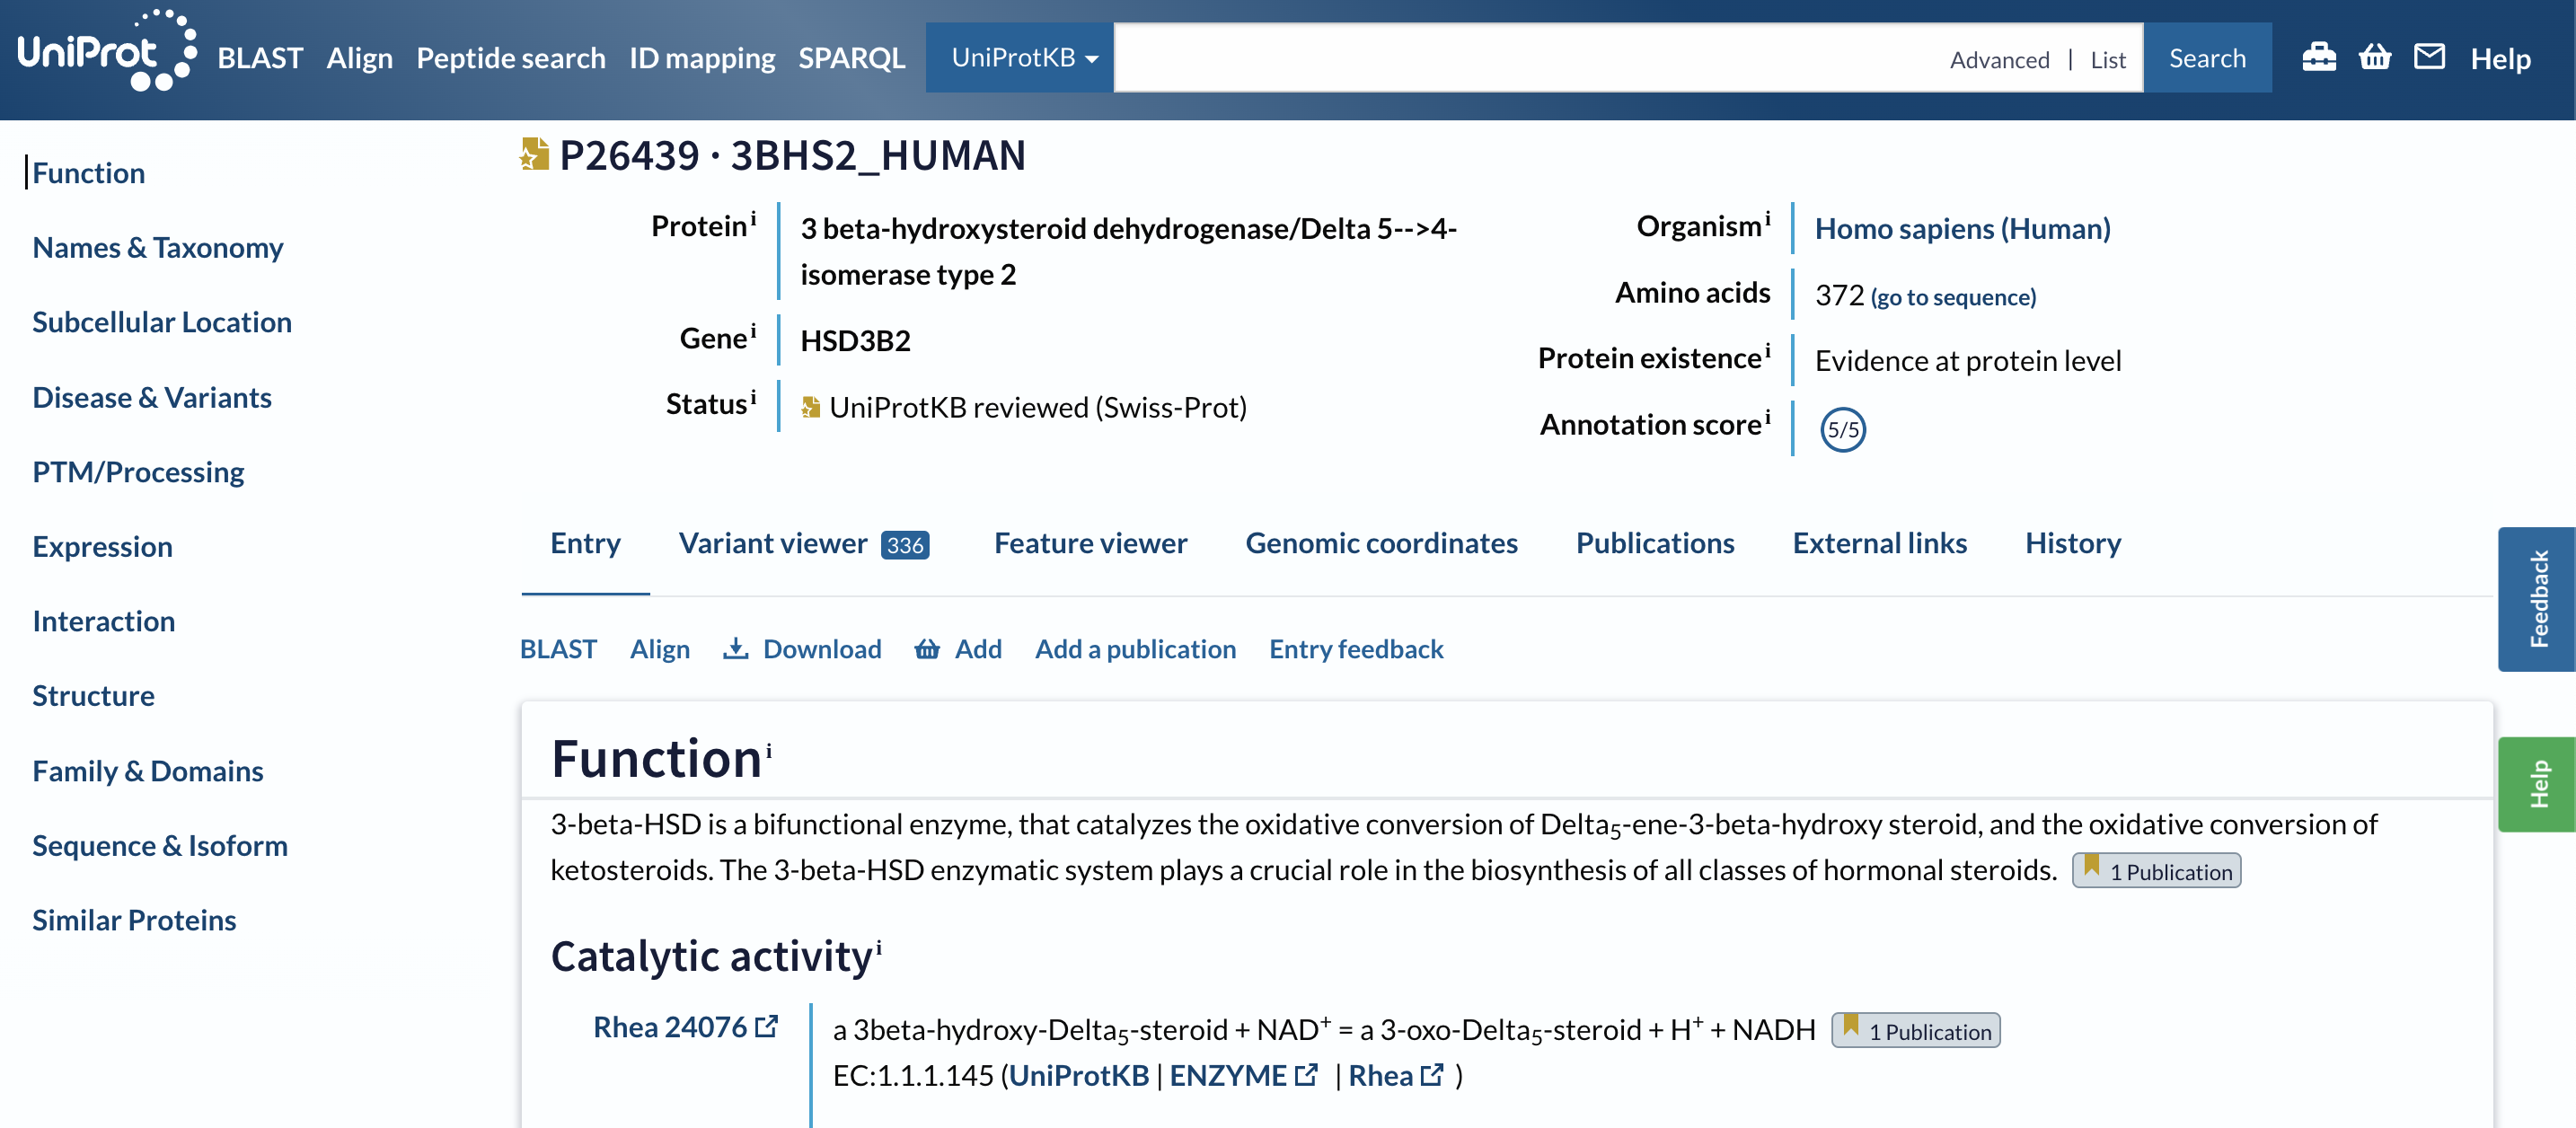 UniProt BLAST Align Peptide search ID mapping SPARQL UniProtKB Advanced | List Search Help
Function
Names & Taxonomy
Subcellular Location
Disease & Variants
PTM/Processing
Expression
Interaction
Structure
Family & Domains
Sequence & Isoform
Similar Proteins
P26439 · 3BHS2_HUMAN
Protein i 3 beta-hydroxysteroid dehydrogenase/Delta 5-->4-
isomerase type 2
Gene i HSD3B2
Status i UniProtKB reviewed (Swiss-Prot)
Organism i Homo sapiens (Human)
Amino acids 372 (go to sequence)
Protein existence i Evidence at protein level
Annotation score i 5/5
Entry Variant viewer 336 Feature viewer Genomic coordinates Publications External links History
BLAST Align Download Add Add a publication Entry feedback
Function i
3-beta-HSD is a bifunctional enzyme, that catalyzes the oxidative conversion of Delta5-ene-3-beta-hydroxy steroid, and the oxidative conversion of
ketosteroids. The 3-beta-HSD enzymatic system plays a crucial role in the biosynthesis of all classes of hormonal steroids. 1 Publication
Catalytic activity i
Rhea 24076 a 3beta-hydroxy-Delta5-steroid + NAD+ = a 3-oxo-Delta5-steroid + H+ + NADH 1 Publication
EC:1.1.1.145 (UniProtKB | ENZYME | Rhea )
Feedback
Help